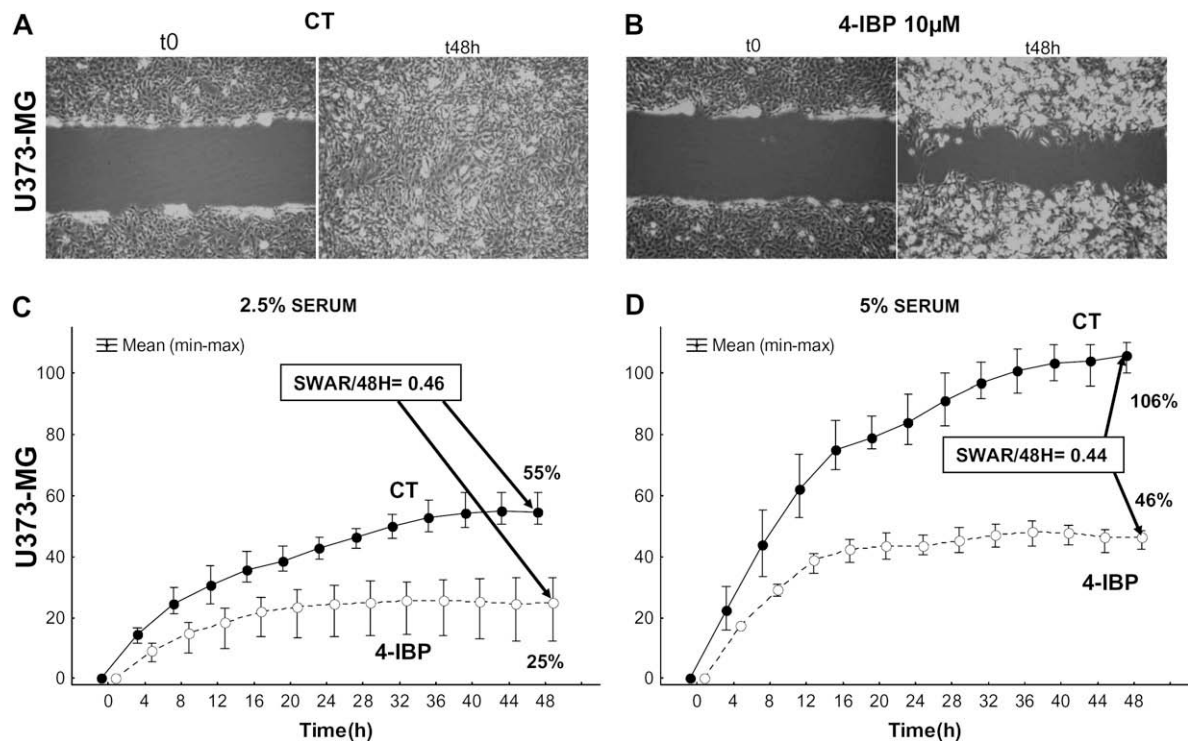 A
CT
B
4-IBP 10µM
t0
t48h
t0
t48h
U373-MG
C
2.5% SERUM
D
5% SERUM
Mean (min-max)
CT
Mean (min-max)
100
SWAR/48H= 0.46
100
106%
80
80
SWAR/48H= 0.44
U373-MG
60
55%
60
CT
46%
40
40
4-IBP
20
4-IBP
25%
20
0
0
0 4 8 12 16 20 24 28 32 36 40 44 48
0 4 8 12 16 20 24 28 32 36 40 44 48
Time(h)
Time(h)